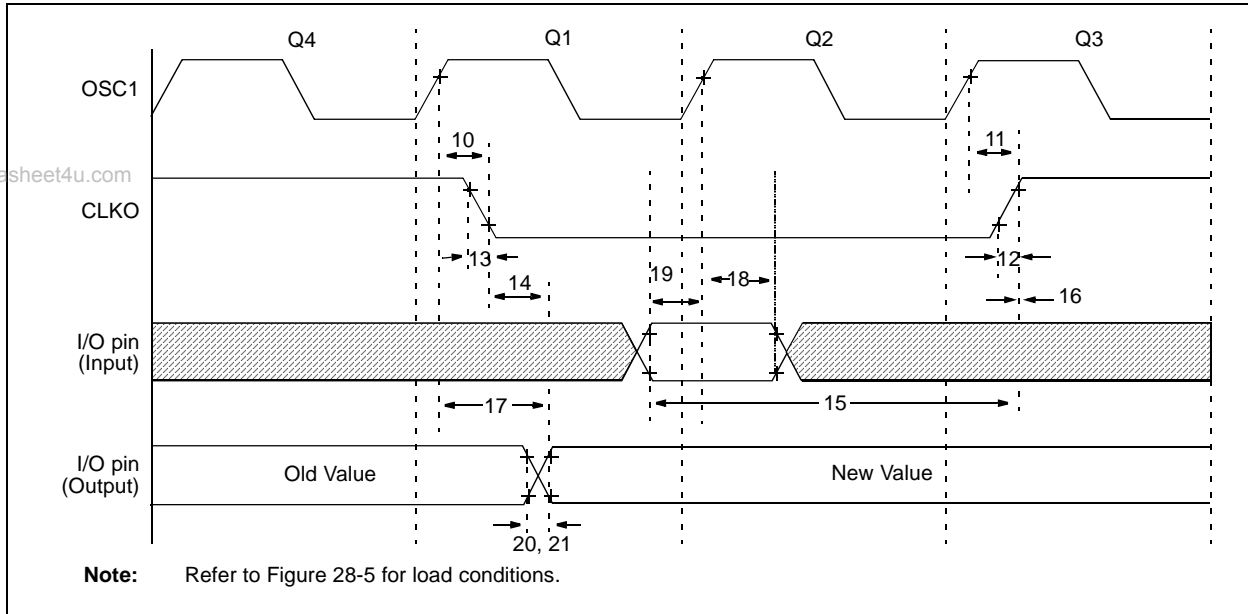 Q4 Q1 Q2 Q3
OSC1
10 11
asheet4u.com
CLKO
13 19 18 12
14 16
I/O pin
(Input)
17 15
I/O pin
(Output)
Old Value New Value
20, 21
Note: Refer to Figure 28-5 for load conditions.